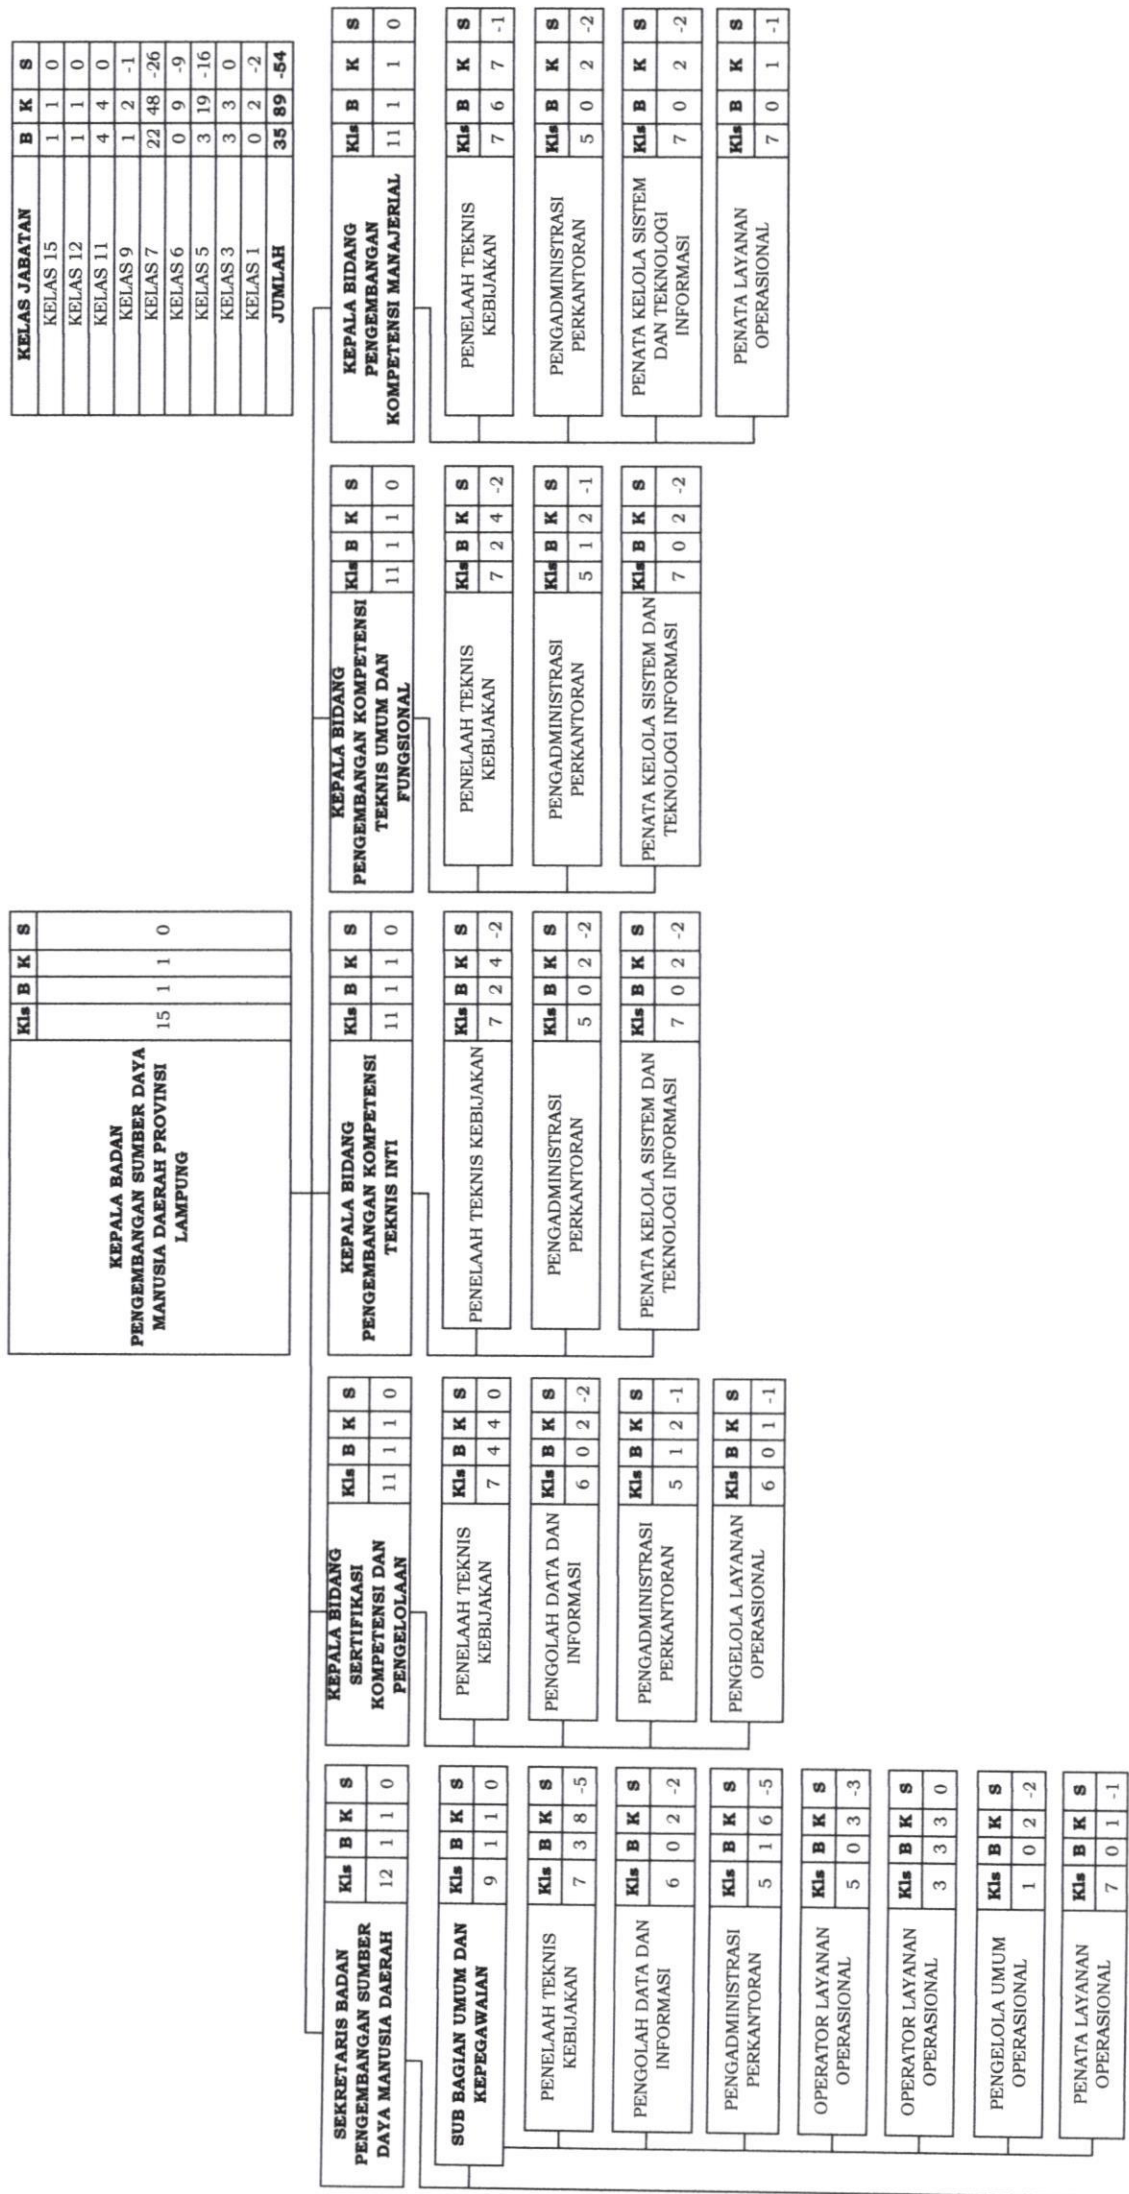 KELAS JABATAN B K S
KELAS 15 1 1 0
KELAS 12 1 1 0
KELAS 11 4 4 0
KELAS 9 1 2 -1
KELAS 7 22 48 -26
KELAS 6 0 9 -9
KELAS 5 3 19 -16
KELAS 3 3 3 0
KELAS 1 0 2 -2
JUMLAH 35 89 -54
KEPALA BADAN
PENGEMBANGAN SUMBER DAYA
MANUSIA DAERAH PROVINSI
LAMPUNG
Kls B K S
15 1 1 0
SEKRETARIS BADAN
PENGEMBANGAN SUMBER
DAYA MANUSIA DAERAH
Kls B K S
12 1 1 0
SUB BAGIAN UMUM DAN
KEPEGAWAIAN
Kls B K S
9 1 1 0
PENELAAH TEKNIS
KEBIJAKAN
Kls B K S
7 3 8 -5
PENGOLAH DATA DAN
INFORMASI
Kls B K S
6 0 2 -2
PENGADMINISTRASI
PERKANTORAN
Kls B K S
5 1 6 -5
OPERATOR LAYANAN
OPERASIONAL
Kls B K S
5 0 3 -3
OPERATOR LAYANAN
OPERASIONAL
Kls B K S
3 3 3 0
PENGELOLA UMUM
OPERASIONAL
Kls B K S
1 0 2 -2
PENATA LAYANAN
OPERASIONAL
Kls B K S
7 0 1 -1
KEPALA BIDANG
SERTIFIKASI
KOMPETENSI DAN
PENGELOLAAN
Kls B K S
11 1 1 0
PENELAAH TEKNIS
KEBIJAKAN
Kls B K S
7 4 4 0
PENGOLAH DATA DAN
INFORMASI
Kls B K S
6 0 2 -2
PENGADMINISTRASI
PERKANTORAN
Kls B K S
5 1 2 -1
PENGELOLA LAYANAN
OPERASIONAL
Kls B K S
6 0 1 -1
KEPALA BIDANG
PENGEMBANGAN KOMPETENSI
TEKNIS INTI
Kls B K S
11 1 1 0
PENELAAH TEKNIS KEBIJAKAN
Kls B K S
7 2 4 -2
PENGADMINISTRASI
PERKANTORAN
Kls B K S
5 0 2 -2
PENATA KELOLA SISTEM DAN
TEKNOLOGI INFORMASI
Kls B K S
7 0 2 -2
KEPALA BIDANG
PENGEMBANGAN KOMPETENSI
TEKNIS UMUM DAN
FUNGSIONAL
Kls B K S
11 1 1 0
PENELAAH TEKNIS
KEBIJAKAN
Kls B K S
7 2 4 -2
PENGADMINISTRASI
PERKANTORAN
Kls B K S
5 1 2 -1
PENATA KELOLA SISTEM DAN
TEKNOLOGI INFORMASI
Kls B K S
7 0 2 -2
KEPALA BIDANG
PENGEMBANGAN
KOMPETENSI MANAJERIAL
Kls B K S
11 1 1 0
PENELAAH TEKNIS
KEBIJAKAN
Kls B K S
7 6 7 -1
PENGADMINISTRASI
PERKANTORAN
Kls B K S
5 0 2 -2
PENATA KELOLA SISTEM
DAN TEKNOLOGI
INFORMASI
Kls B K S
7 0 2 -2
PENATA LAYANAN
OPERASIONAL
Kls B K S
7 0 1 -1